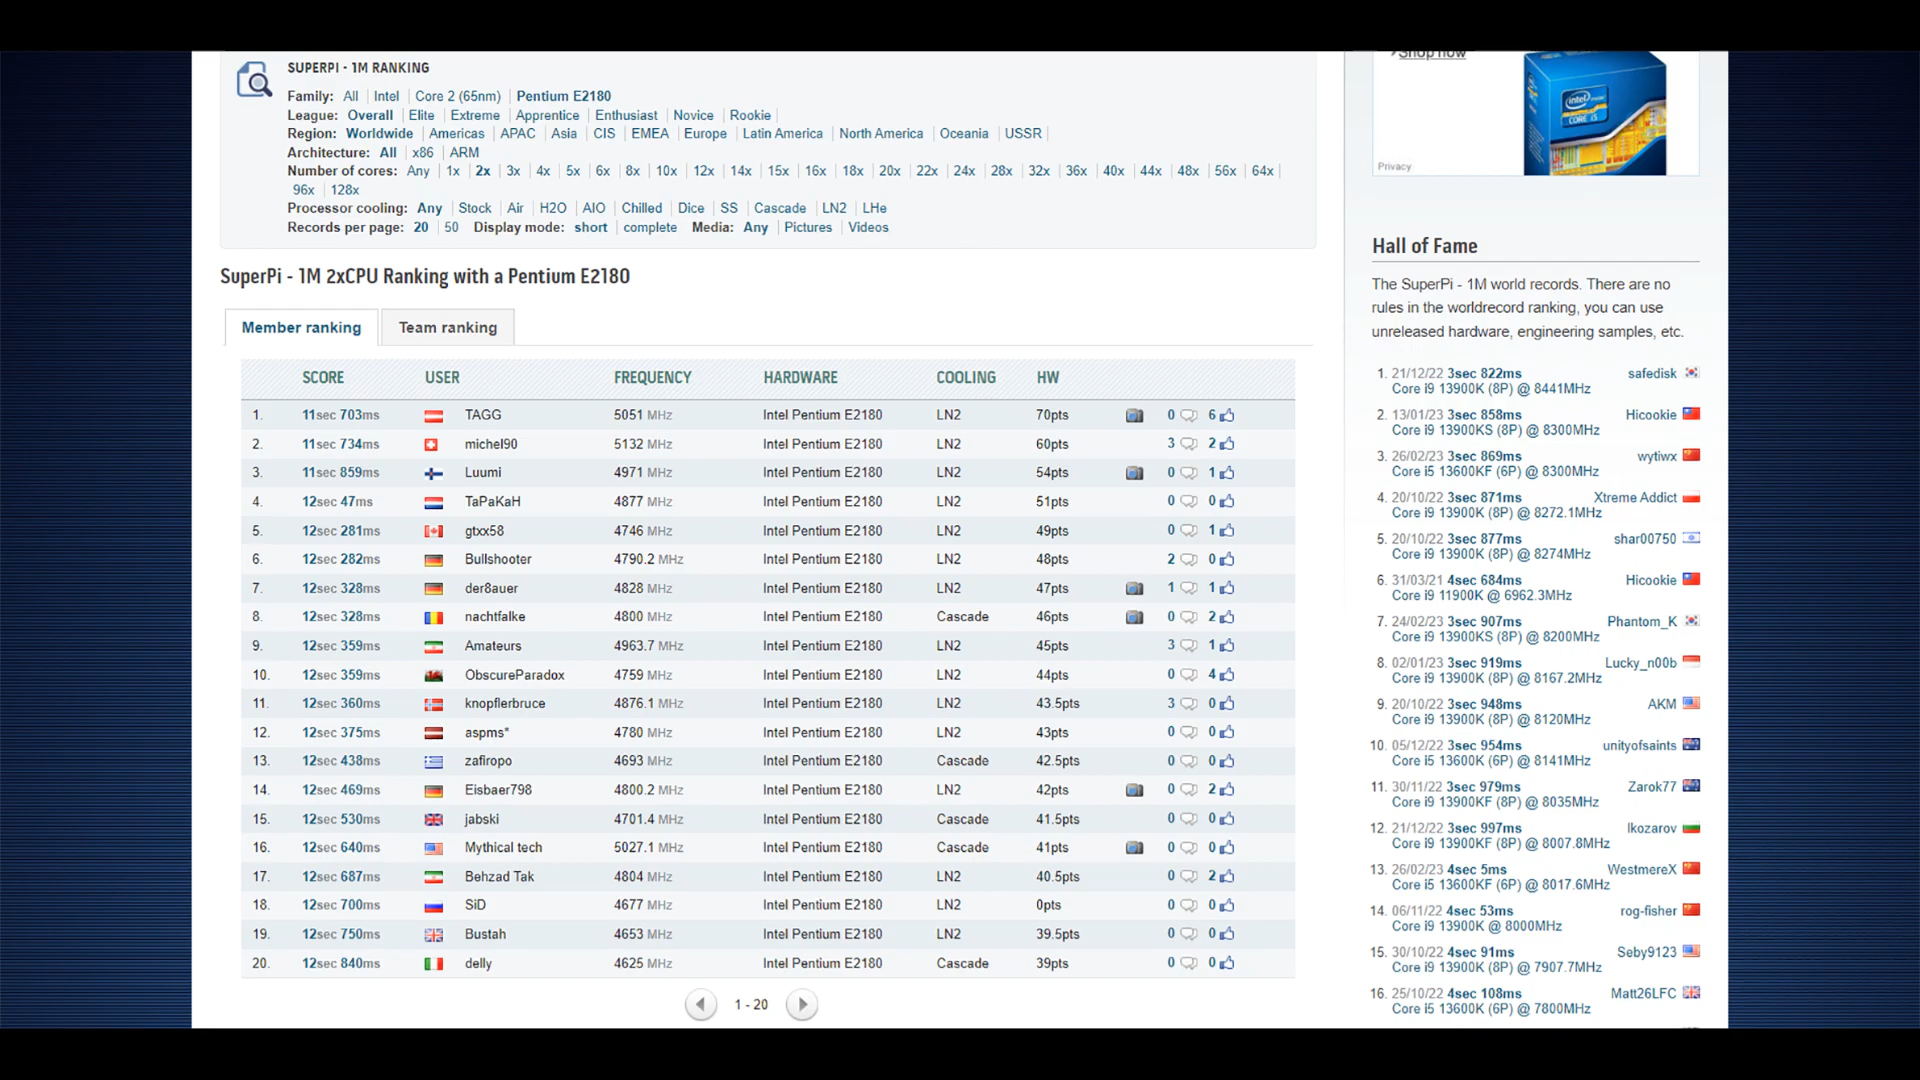 SUPERPI - 1M RANKING
Family: All Intel Core 2 (65nm) Pentium E2180
League: Overall Elite Extreme Apprentice Enthusiast Novice Rookie
Region: Worldwide Americas APAC Asia CIS EMEA Europe Latin America North America Oceania USSR
Architecture: All x86 ARM
Number of cores: Any 1x 2x 3x 4x 5x 6x 8x 10x 12x 14x 15x 16x 18x 20x 22x 24x 28x 32x 36x 40x 44x 48x 56x 64x
96x 128x
Processor cooling: Any Stock Air H2O AIO Chilled Dice SS Cascade LN2 LHe
Records per page: 20 50 Display mode: short complete Media: Any Pictures Videos
SuperPi - 1M 2xCPU Ranking with a Pentium E2180
Member ranking Team ranking
SCORE USER FREQUENCY HARDWARE COOLING HW
1. 11sec 703ms TAGG 5051 MHz Intel Pentium E2180 LN2 70pts 0 6
2. 11sec 734ms michel90 5132 MHz Intel Pentium E2180 LN2 60pts 3 2
3. 11sec 859ms Luumi 4971 MHz Intel Pentium E2180 LN2 54pts 0 1
4. 12sec 47ms TaPaKaH 4877 MHz Intel Pentium E2180 LN2 51pts 0 0
5. 12sec 281ms gtxx58 4746 MHz Intel Pentium E2180 LN2 49pts 0 1
6. 12sec 282ms Bullshooter 4790.2 MHz Intel Pentium E2180 LN2 48pts 2 0
7. 12sec 328ms der8auer 4828 MHz Intel Pentium E2180 LN2 47pts 1 1
8. 12sec 328ms nachtfalke 4800 MHz Intel Pentium E2180 Cascade 46pts 0 2
9. 12sec 359ms Amateurs 4963.7 MHz Intel Pentium E2180 LN2 45pts 3 1
10. 12sec 359ms ObscureParadox 4759 MHz Intel Pentium E2180 LN2 44pts 0 4
11. 12sec 360ms knopflerbruce 4876.1 MHz Intel Pentium E2180 LN2 43.5pts 3 0
12. 12sec 375ms aspms* 4780 MHz Intel Pentium E2180 LN2 43pts 0 0
13. 12sec 438ms zafiropo 4693 MHz Intel Pentium E2180 Cascade 42.5pts 0 0
14. 12sec 469ms Eisbaer798 4800.2 MHz Intel Pentium E2180 LN2 42pts 0 2
15. 12sec 530ms jabski 4701.4 MHz Intel Pentium E2180 Cascade 41.5pts 0 0
16. 12sec 640ms Mythical tech 5027.1 MHz Intel Pentium E2180 Cascade 41pts 0 0
17. 12sec 687ms Behzad Tak 4804 MHz Intel Pentium E2180 LN2 40.5pts 0 2
18. 12sec 700ms SiD 4677 MHz Intel Pentium E2180 LN2 0pts 0 0
19. 12sec 750ms Bustah 4653 MHz Intel Pentium E2180 LN2 39.5pts 0 0
20. 12sec 840ms delly 4625 MHz Intel Pentium E2180 Cascade 39pts 0 0
1 - 20
Shop now
intel
CORE i5
Privacy
Hall of Fame
The SuperPi - 1M world records. There are no
rules in the worldrecord ranking, you can use
unreleased hardware, engineering samples, etc.
1. 21/12/22 3sec 822ms safedisk
Core i9 13900K (8P) @ 8441MHz
2. 13/01/23 3sec 858ms Hicookie
Core i9 13900KS (8P) @ 8300MHz
3. 26/02/23 3sec 869ms wytiwx
Core i5 13600KF (6P) @ 8300MHz
4. 20/10/22 3sec 871ms Xtreme Addict
Core i9 13900K (8P) @ 8272.1MHz
5. 20/10/22 3sec 877ms shar00750
Core i9 13900K (8P) @ 8274MHz
6. 31/03/21 4sec 684ms Hicookie
Core i9 11900K @ 6962.3MHz
7. 24/02/23 3sec 907ms Phantom_K
Core i9 13900KS (8P) @ 8200MHz
8. 02/01/23 3sec 919ms Lucky_n00b
Core i9 13900K (8P) @ 8167.2MHz
9. 20/10/22 3sec 948ms AKM
Core i9 13900K (8P) @ 8120MHz
10. 05/12/22 3sec 954ms unityofsaints
Core i5 13600K (6P) @ 8141MHz
11. 30/11/22 3sec 979ms Zarok77
Core i9 13900KF (8P) @ 8035MHz
12. 21/12/22 3sec 997ms Ikozarov
Core i9 13900KF (8P) @ 8007.8MHz
13. 26/02/23 4sec 5ms WestmereX
Core i5 13600KF (6P) @ 8017.6MHz
14. 06/11/22 4sec 53ms rog-fisher
Core i9 13900K @ 8000MHz
15. 30/10/22 4sec 91ms Seby9123
Core i9 13900K (8P) @ 7907.7MHz
16. 25/10/22 4sec 108ms Matt26LFC
Core i5 13600K (6P) @ 7800MHz